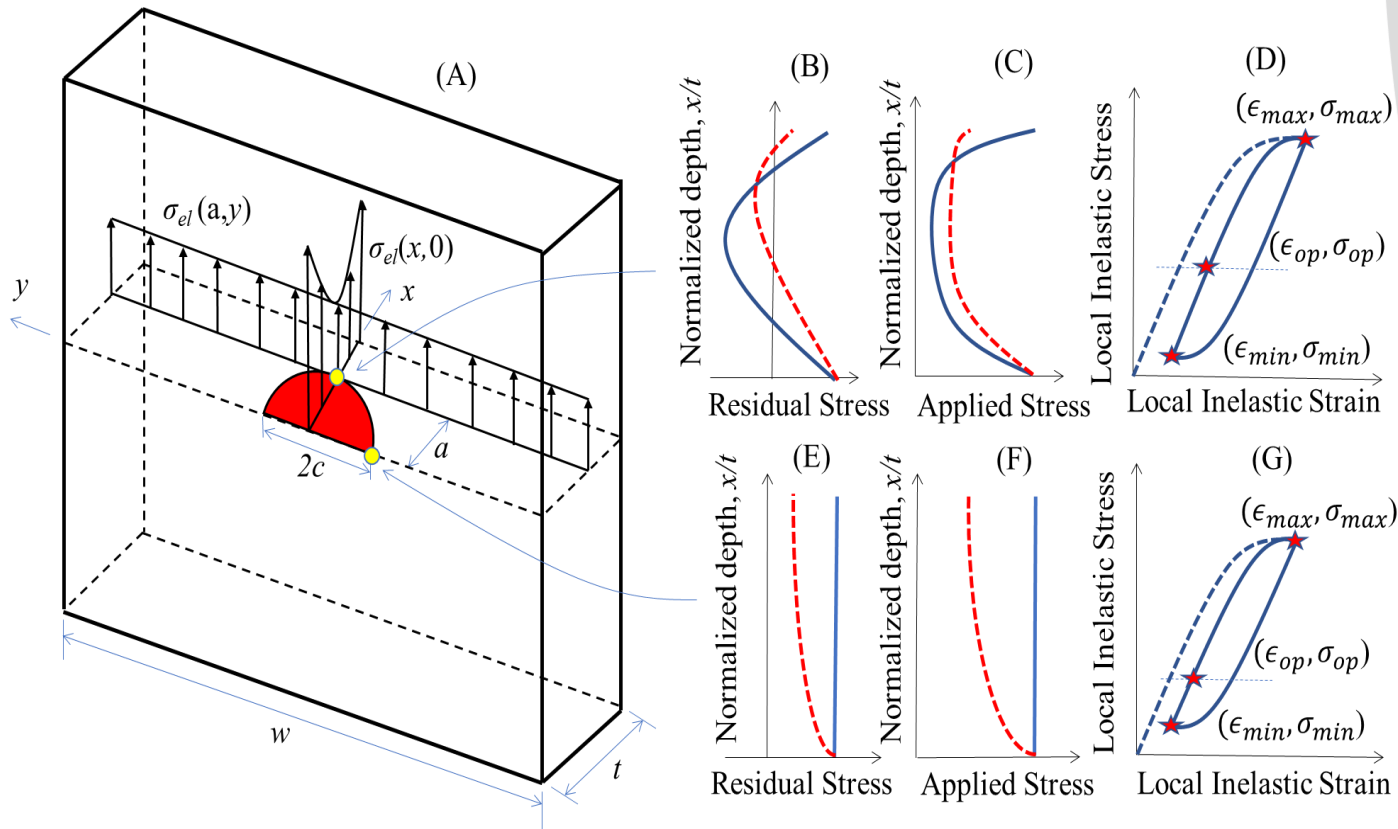 (A)
σ_el(a,y)
σ_el(x,0)
x
y
a
2c
w
t
(B)
Normalized depth, x/t
Residual Stress
(C)
Normalized depth, x/t
Applied Stress
(D)
Local Inelastic Stress
(ϵ_max, σ_max)
(ϵ_op, σ_op)
(ϵ_min, σ_min)
Local Inelastic Strain
(E)
Normalized depth, x/t
Residual Stress
(F)
Normalized depth, x/t
Applied Stress
(G)
Local Inelastic Stress
(ϵ_max, σ_max)
(ϵ_op, σ_op)
(ϵ_min, σ_min)
Local Inelastic Strain